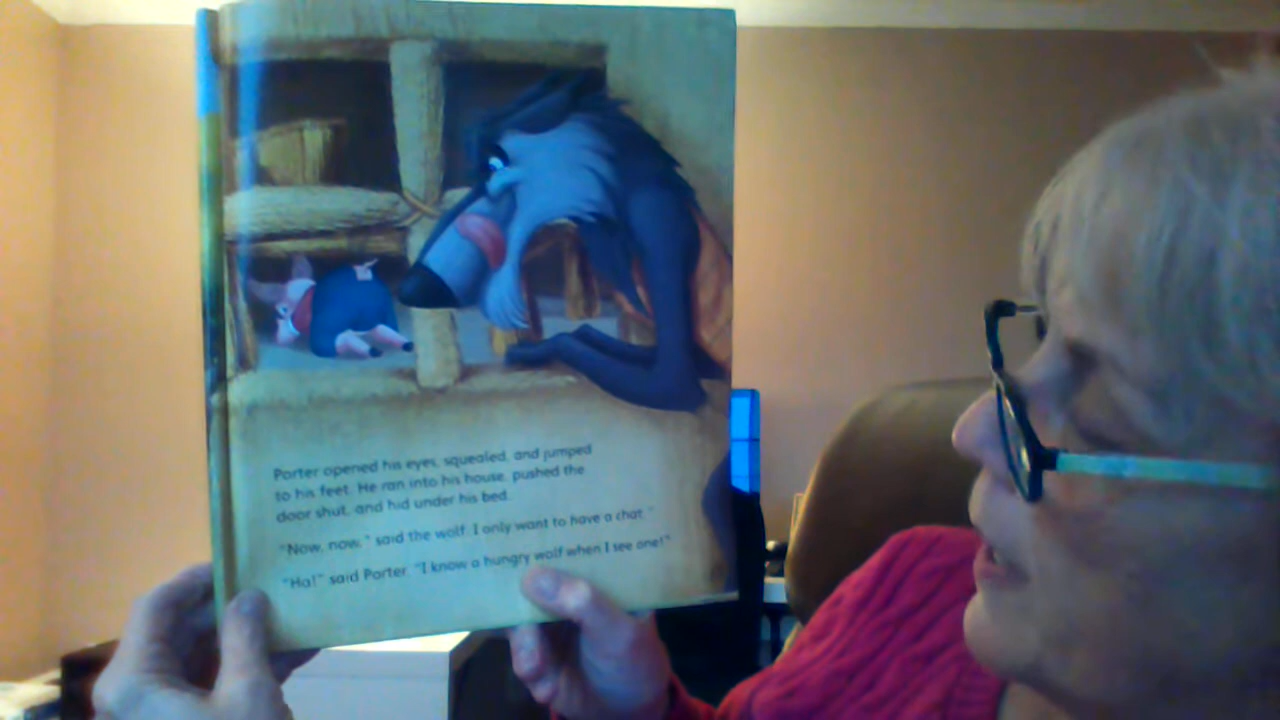 Porter opened his eyes, squealed, and jumped
to his feet. He ran into his house, pushed the
door shut, and hid under his bed.
"Now, now," said the wolf. I only want to have a chat."
"Ha!" said Porter. "I know a hungry wolf when I see one!"